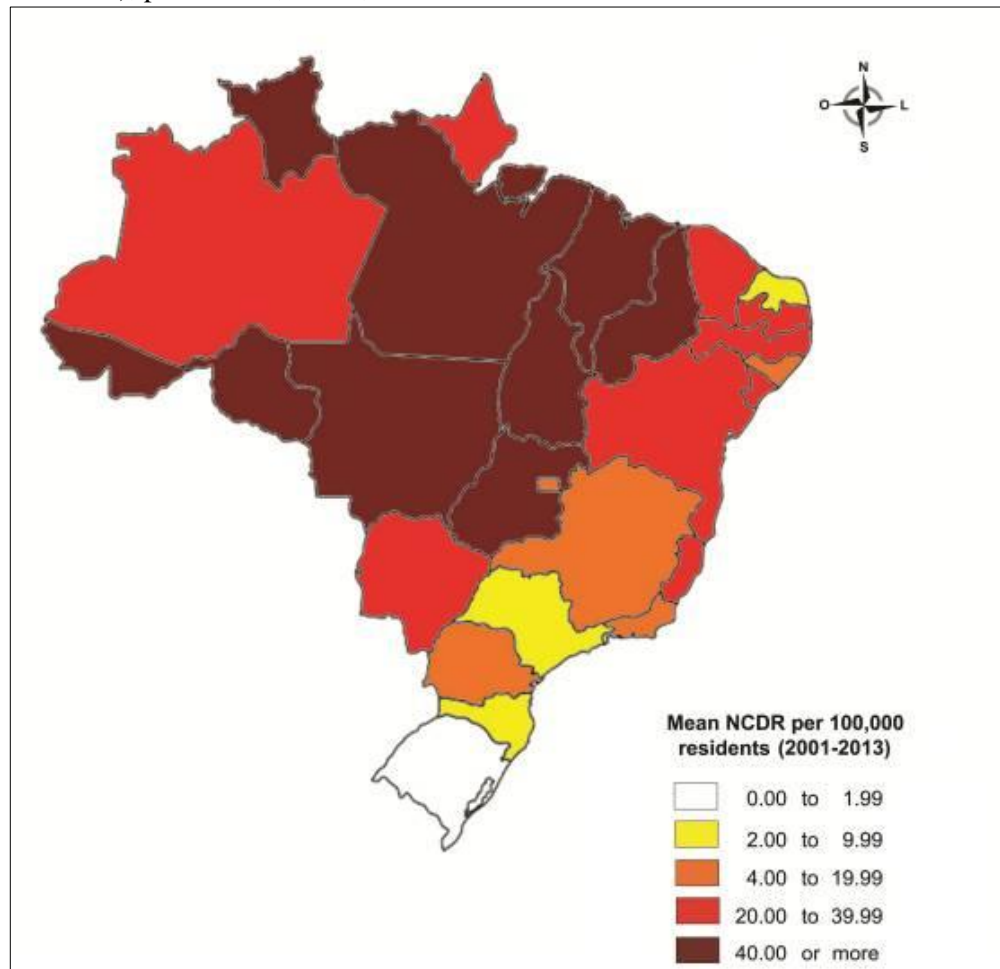 N
O
L
S
Mean NCDR per 100,000
residents (2001-2013)
0.00 to 1.99
2.00 to 9.99
4.00 to 19.99
20.00 to 39.99
40.00 or more